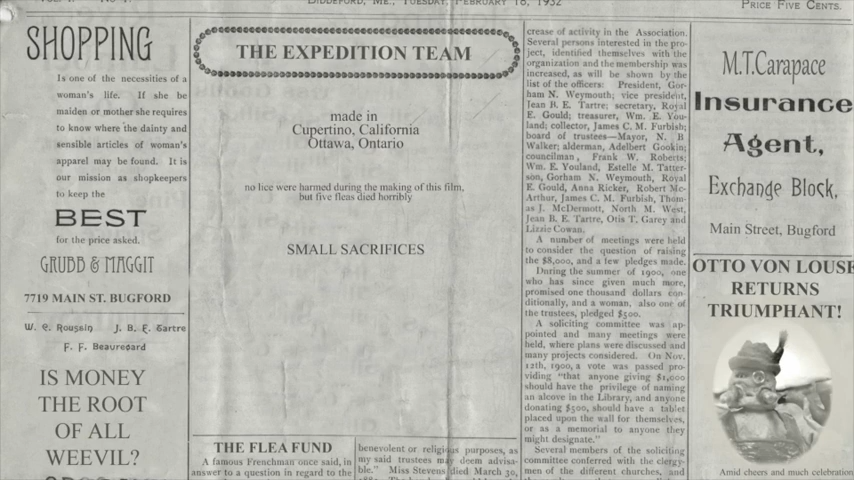 BIDDEFORD, ME., TUESDAY, FEBRUARY 16, 1932
PRICE FIVE CENTS.
SHOPPING
Is one of the necessities of a
woman's life. If she be
maiden or mother she requires
to know where the dainty and
sensible articles of woman's
apparel may be found. It is
our mission as shopkeepers
to keep the
BEST
for the price asked.
GRUBB & MAGGIT
7719 MAIN ST. BUGFORD
W. C. Roussin J. B. E. Tartre
F. F. Beauregard
IS MONEY
THE ROOT
OF ALL
WEEVIL?
THE EXPEDITION TEAM
made in
Cupertino, California
Ottawa, Ontario
no lice were harmed during the making of this film,
but five fleas died horribly
SMALL SACRIFICES
THE FLEA FUND
A famous Frenchman once said, in
answer to a question in regard to the
benevolent or religious purposes, as
my said trustees may deem advisa-
ble." Miss Stevens died March 30,
crease of activity in the Association.
Several persons interested in the pro-
ject, identified themselves with the
organization and the membership was
increased, as will be shown by the
list of the officers: President, Gor-
ham N. Weymouth; vice president,
Jean B. E. Tartre; secretary, Royal
E. Gould; treasurer, Wm. E. You-
land; collector, James C. M. Furbish;
board of trustees—Mayor, N. B
Walker; alderman, Adelbert Gookin;
councilman, Frank W. Roberts;
Wm. E. Youland, Estelle M. Tatter-
son, Gorham N. Weymouth, Royal
E. Gould, Anna Ricker, Robert Mc-
Arthur, James C. M. Furbish, Thom-
as J. McDermott, North M. West,
Jean B. E. Tartre, Otis T. Garey and
Lizzie Cowan.
A number of meetings were held
to consider the question of raising
the $8,000, and a few pledges made.
During the summer of 1900, one
who has since given much more,
promised one thousand dollars con-
ditionally, and a woman, also one of
the trustees, pledged $500.
A soliciting committee was ap-
pointed and many meetings were
held, where plans were discussed and
many projects considered. On Nov.
12th, 1900, a vote was passed pro-
viding "that anyone giving $1,000
should have the privilege of naming
an alcove in the Library, and anyone
donating $500, should have a tablet
placed upon the wall for themselves,
or as a memorial to anyone they
might designate."
Several members of the soliciting
committee conferred with the clergy-
men of the different churches, and
M.T.Carapace
Insurance
Agent,
Exchange Block,
Main Street, Bugford
OTTO VON LOUSE
RETURNS
TRIUMPHANT!
Amid cheers and much celebration